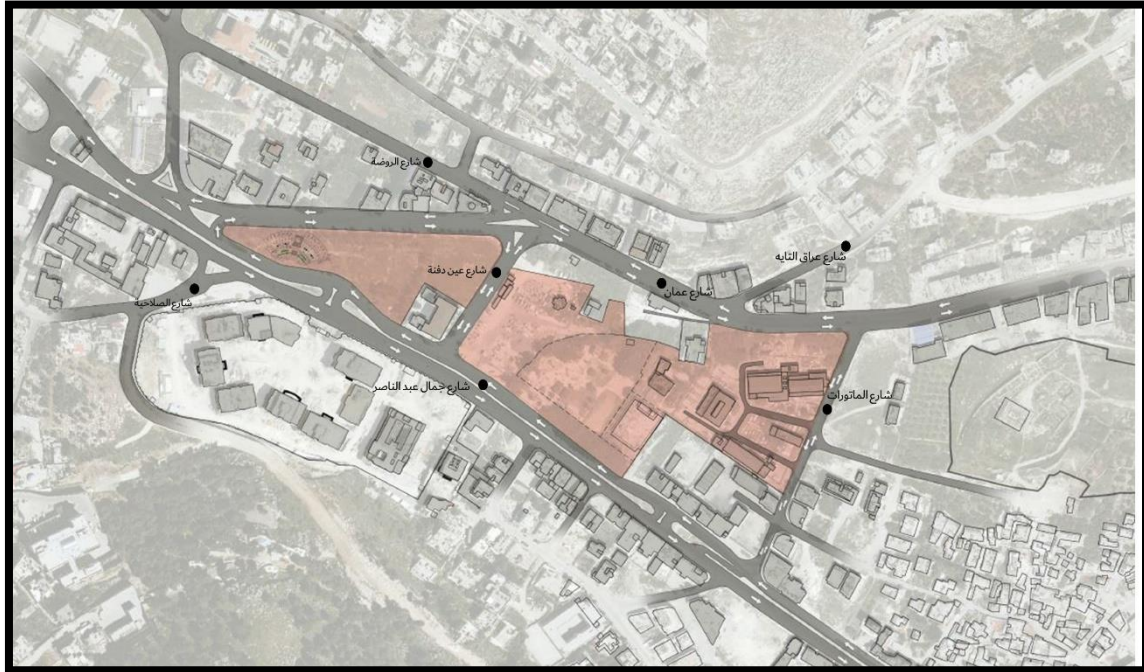 شارع الروضة
شارع عراق التايه
شارع عين دفنة
شارع عمان
شارع الصلاحية
شارع جمال عبد الناصر
شارع الماتورات